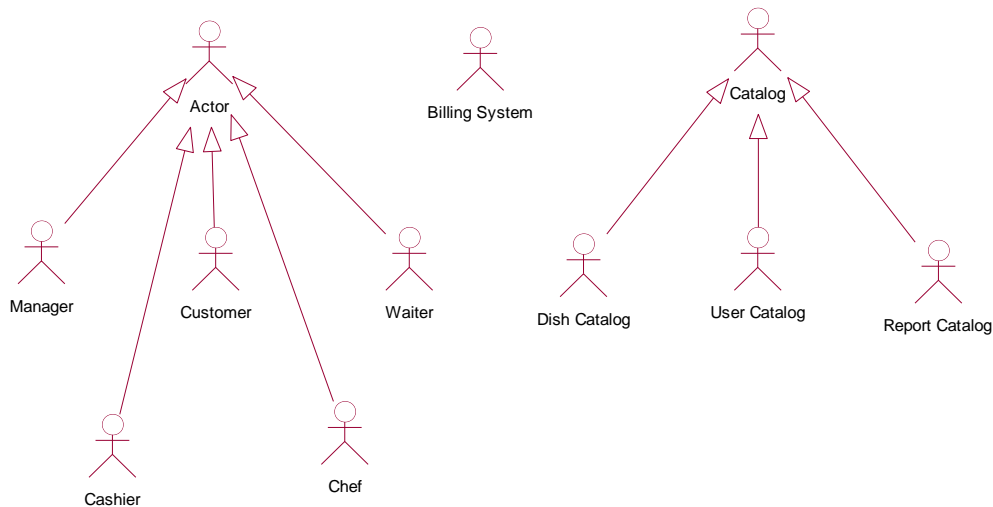 Actor
Billing System
Catalog
Manager
Customer
Waiter
Dish Catalog
User Catalog
Report Catalog
Cashier
Chef